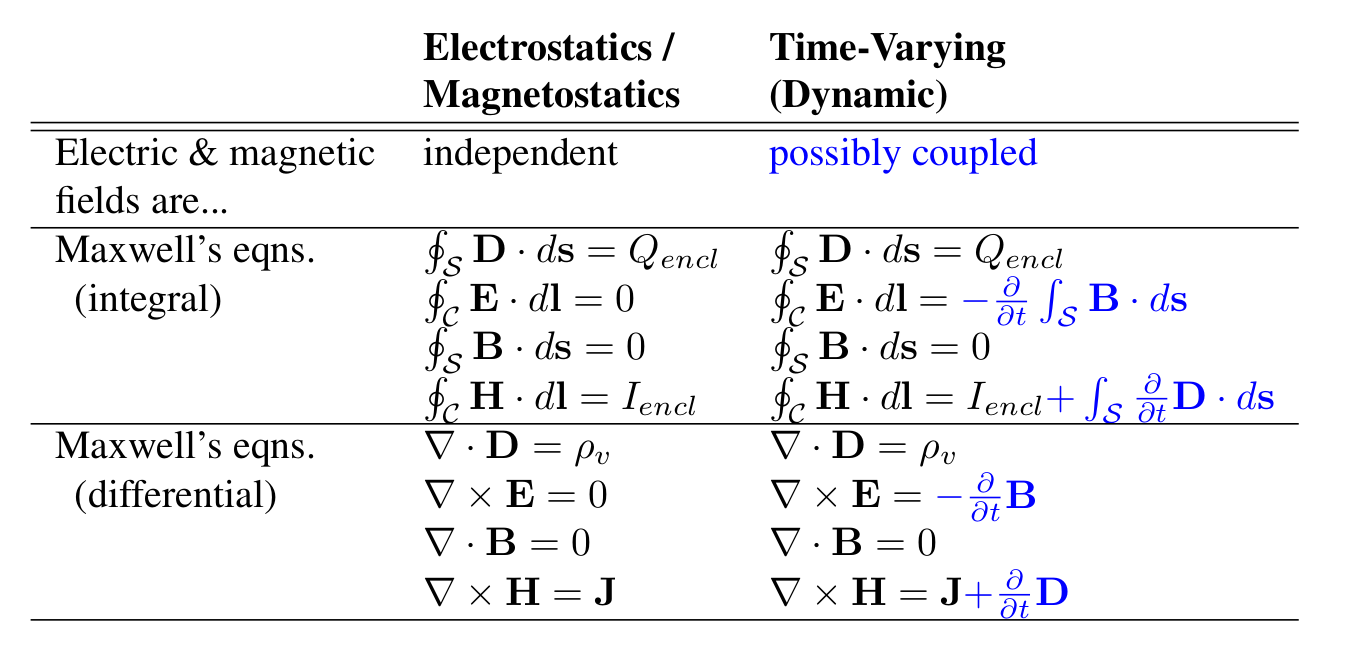 Electrostatics / Time-Varying
Magnetostatics (Dynamic)
Electric & magnetic independent possibly coupled
fields are...
Maxwell's eqns. ∮_𝒮 D · ds = Q_encl ∮_𝒮 D · ds = Q_encl
(integral) ∮_𝒞 E · dl = 0 ∮_𝒞 E · dl = −∂/∂t ∫_𝒮 B · ds
∮_𝒮 B · ds = 0 ∮_𝒮 B · ds = 0
∮_𝒞 H · dl = I_encl ∮_𝒞 H · dl = I_encl + ∫_𝒮 ∂/∂t D · ds
Maxwell's eqns. ∇ · D = ρ_v ∇ · D = ρ_v
(differential) ∇ × E = 0 ∇ × E = −∂/∂t B
∇ · B = 0 ∇ · B = 0
∇ × H = J ∇ × H = J + ∂/∂t D